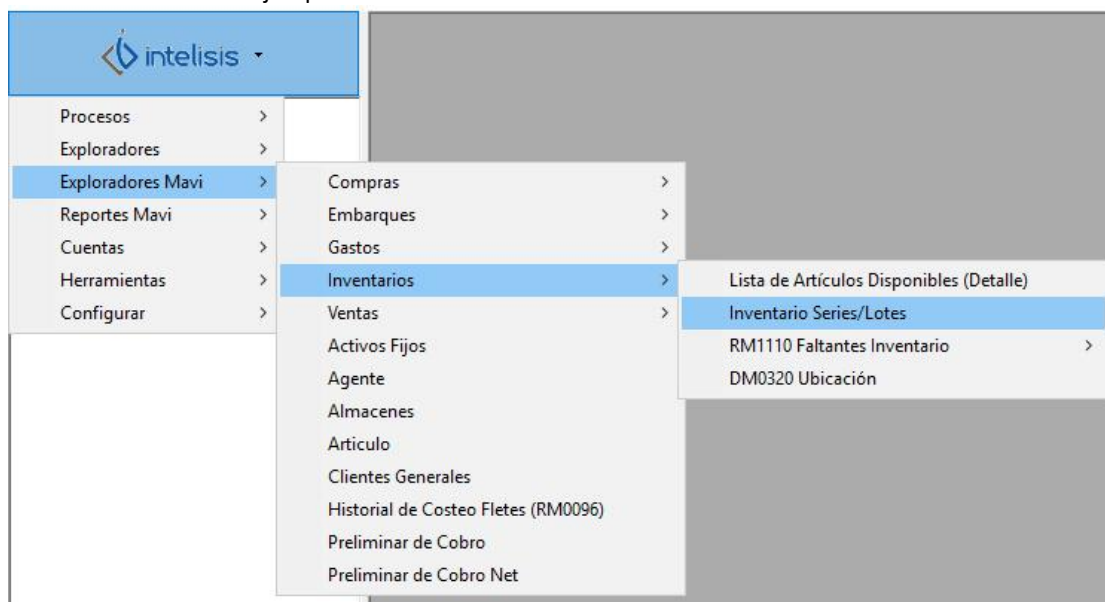 intelisis
Procesos
Exploradores
Exploradores Mavi
Reportes Mavi
Cuentas
Herramientas
Configurar
Compras
Embarques
Gastos
Inventarios
Ventas
Activos Fijos
Agente
Almacenes
Articulo
Clientes Generales
Historial de Costeo Fletes (RM0096)
Preliminar de Cobro
Preliminar de Cobro Net
Lista de Artículos Disponibles (Detalle)
Inventario Series/Lotes
RM1110 Faltantes Inventario
DM0320 Ubicación